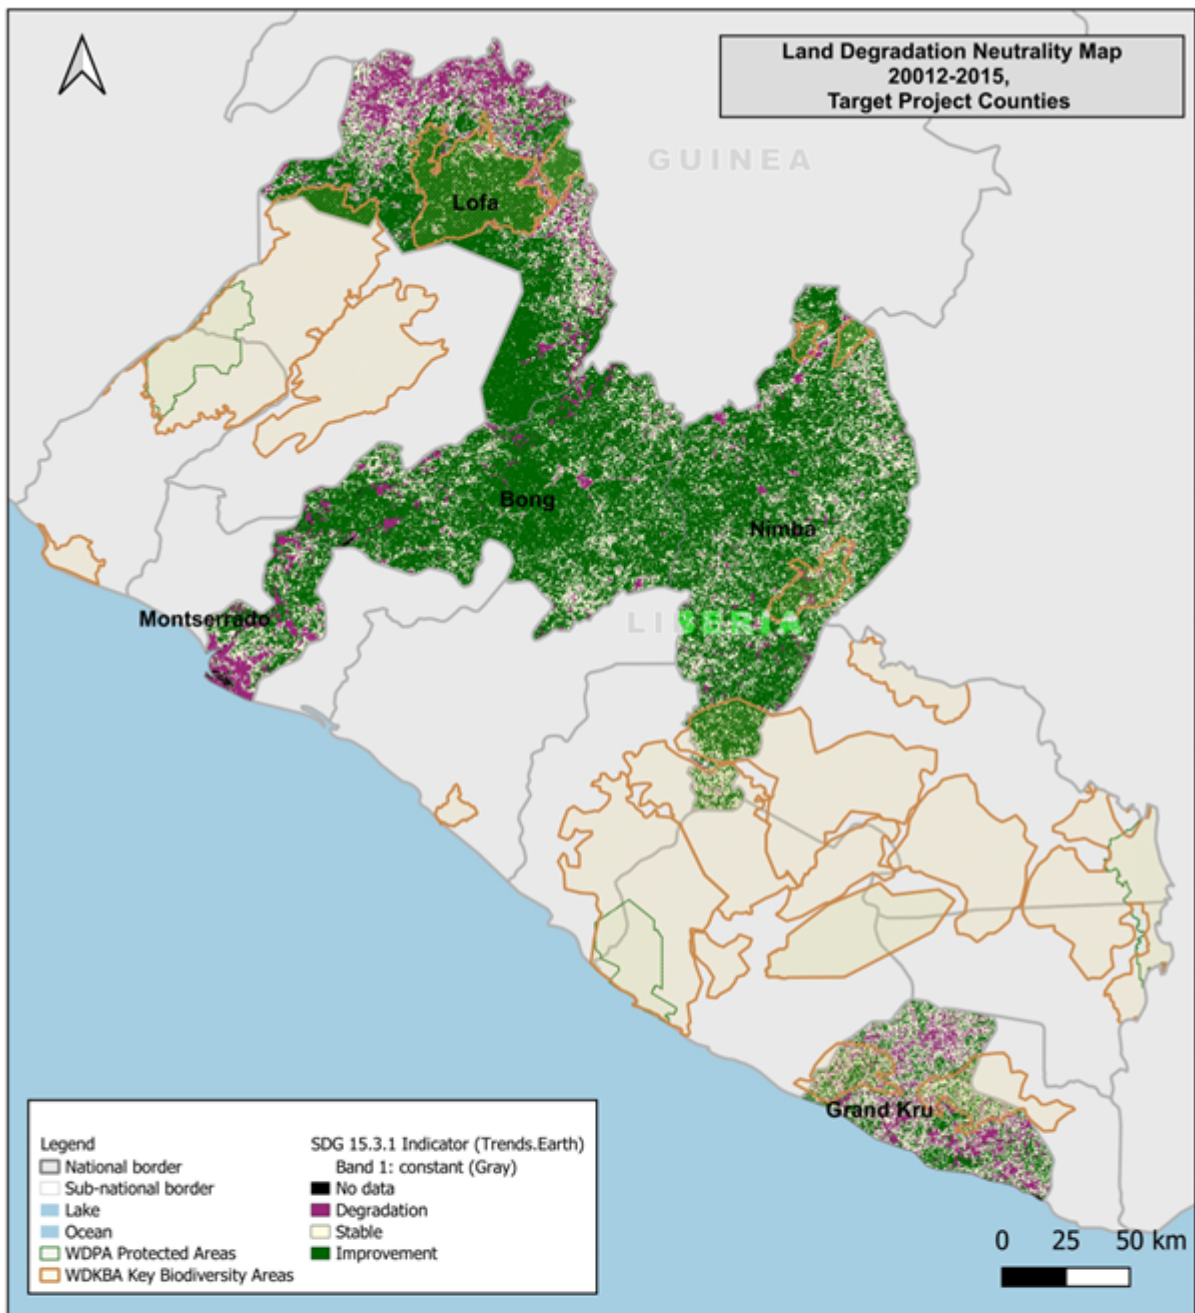 Land Degradation Neutrality Map
20012-2015,
Target Project Counties
GUINEA
Lofa
Bong
Nimba
LIBERIA
Montserrado
Grand Kru
Legend
National border
Sub-national border
Lake
Ocean
WDPA Protected Areas
WDKBA Key Biodiversity Areas
SDG 15.3.1 Indicator (Trends.Earth)
Band 1: constant (Gray)
No data
Degradation
Stable
Improvement
0 25 50 km